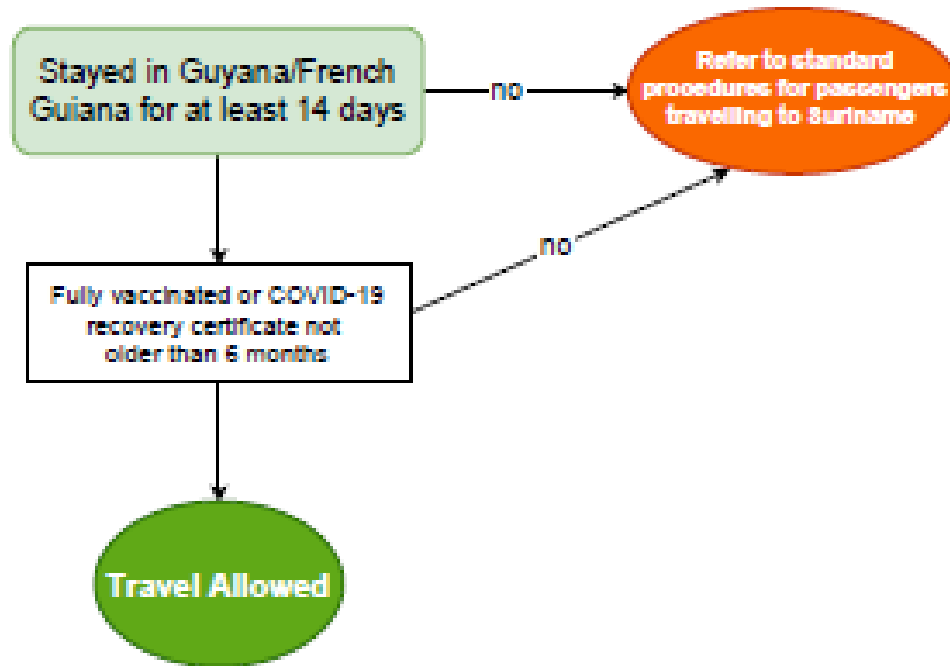 Stayed in Guyana/French
Guiana for at least 14 days
no
Refer to standard
procedures for passengers
travelling to Suriname
no
Fully vaccinated or COVID-19
recovery certificate not
older than 6 months
Travel Allowed